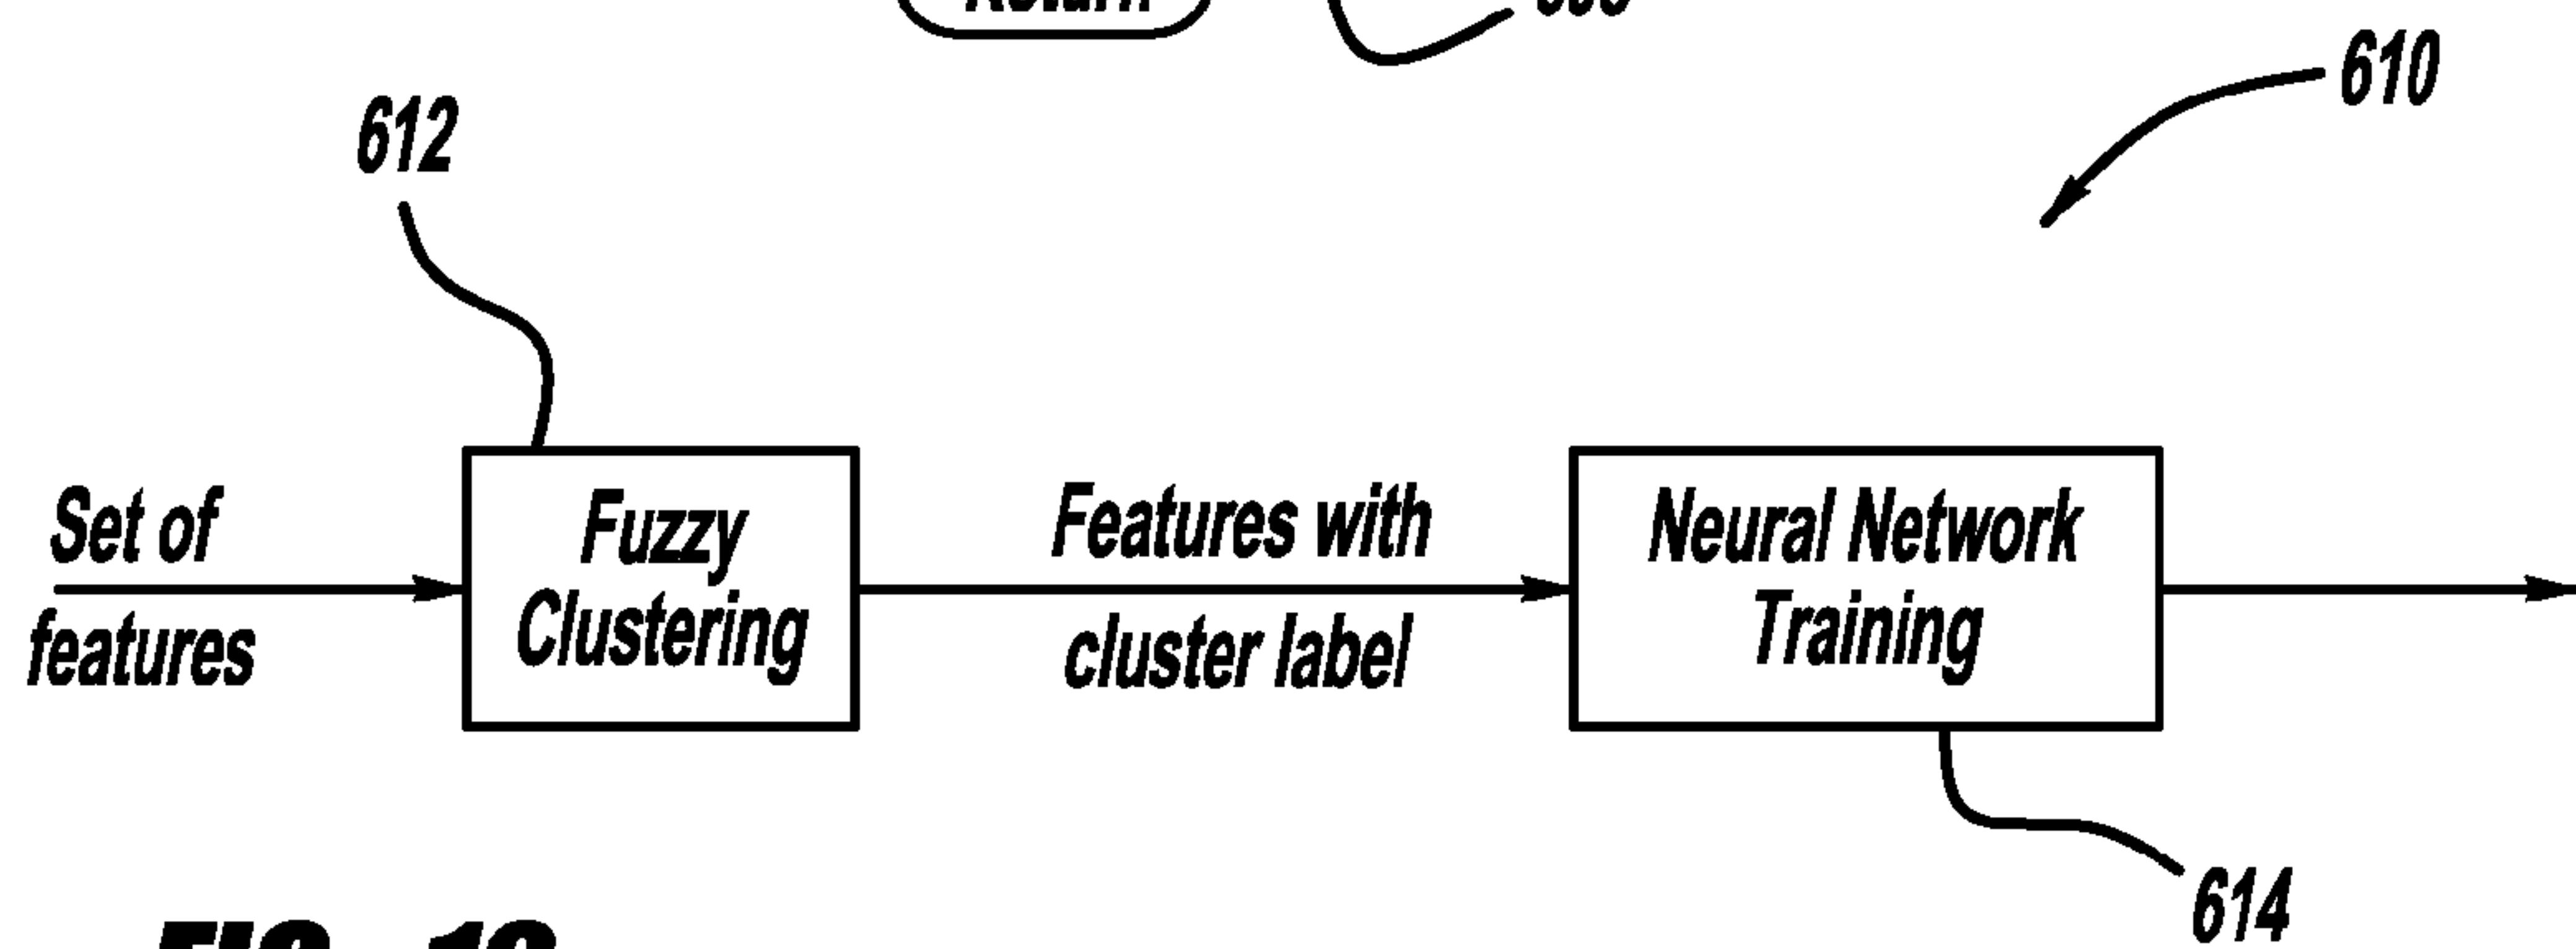 610
612
Set of
features
Fuzzy
Clustering
Features with
cluster label
Neural Network
Training
614